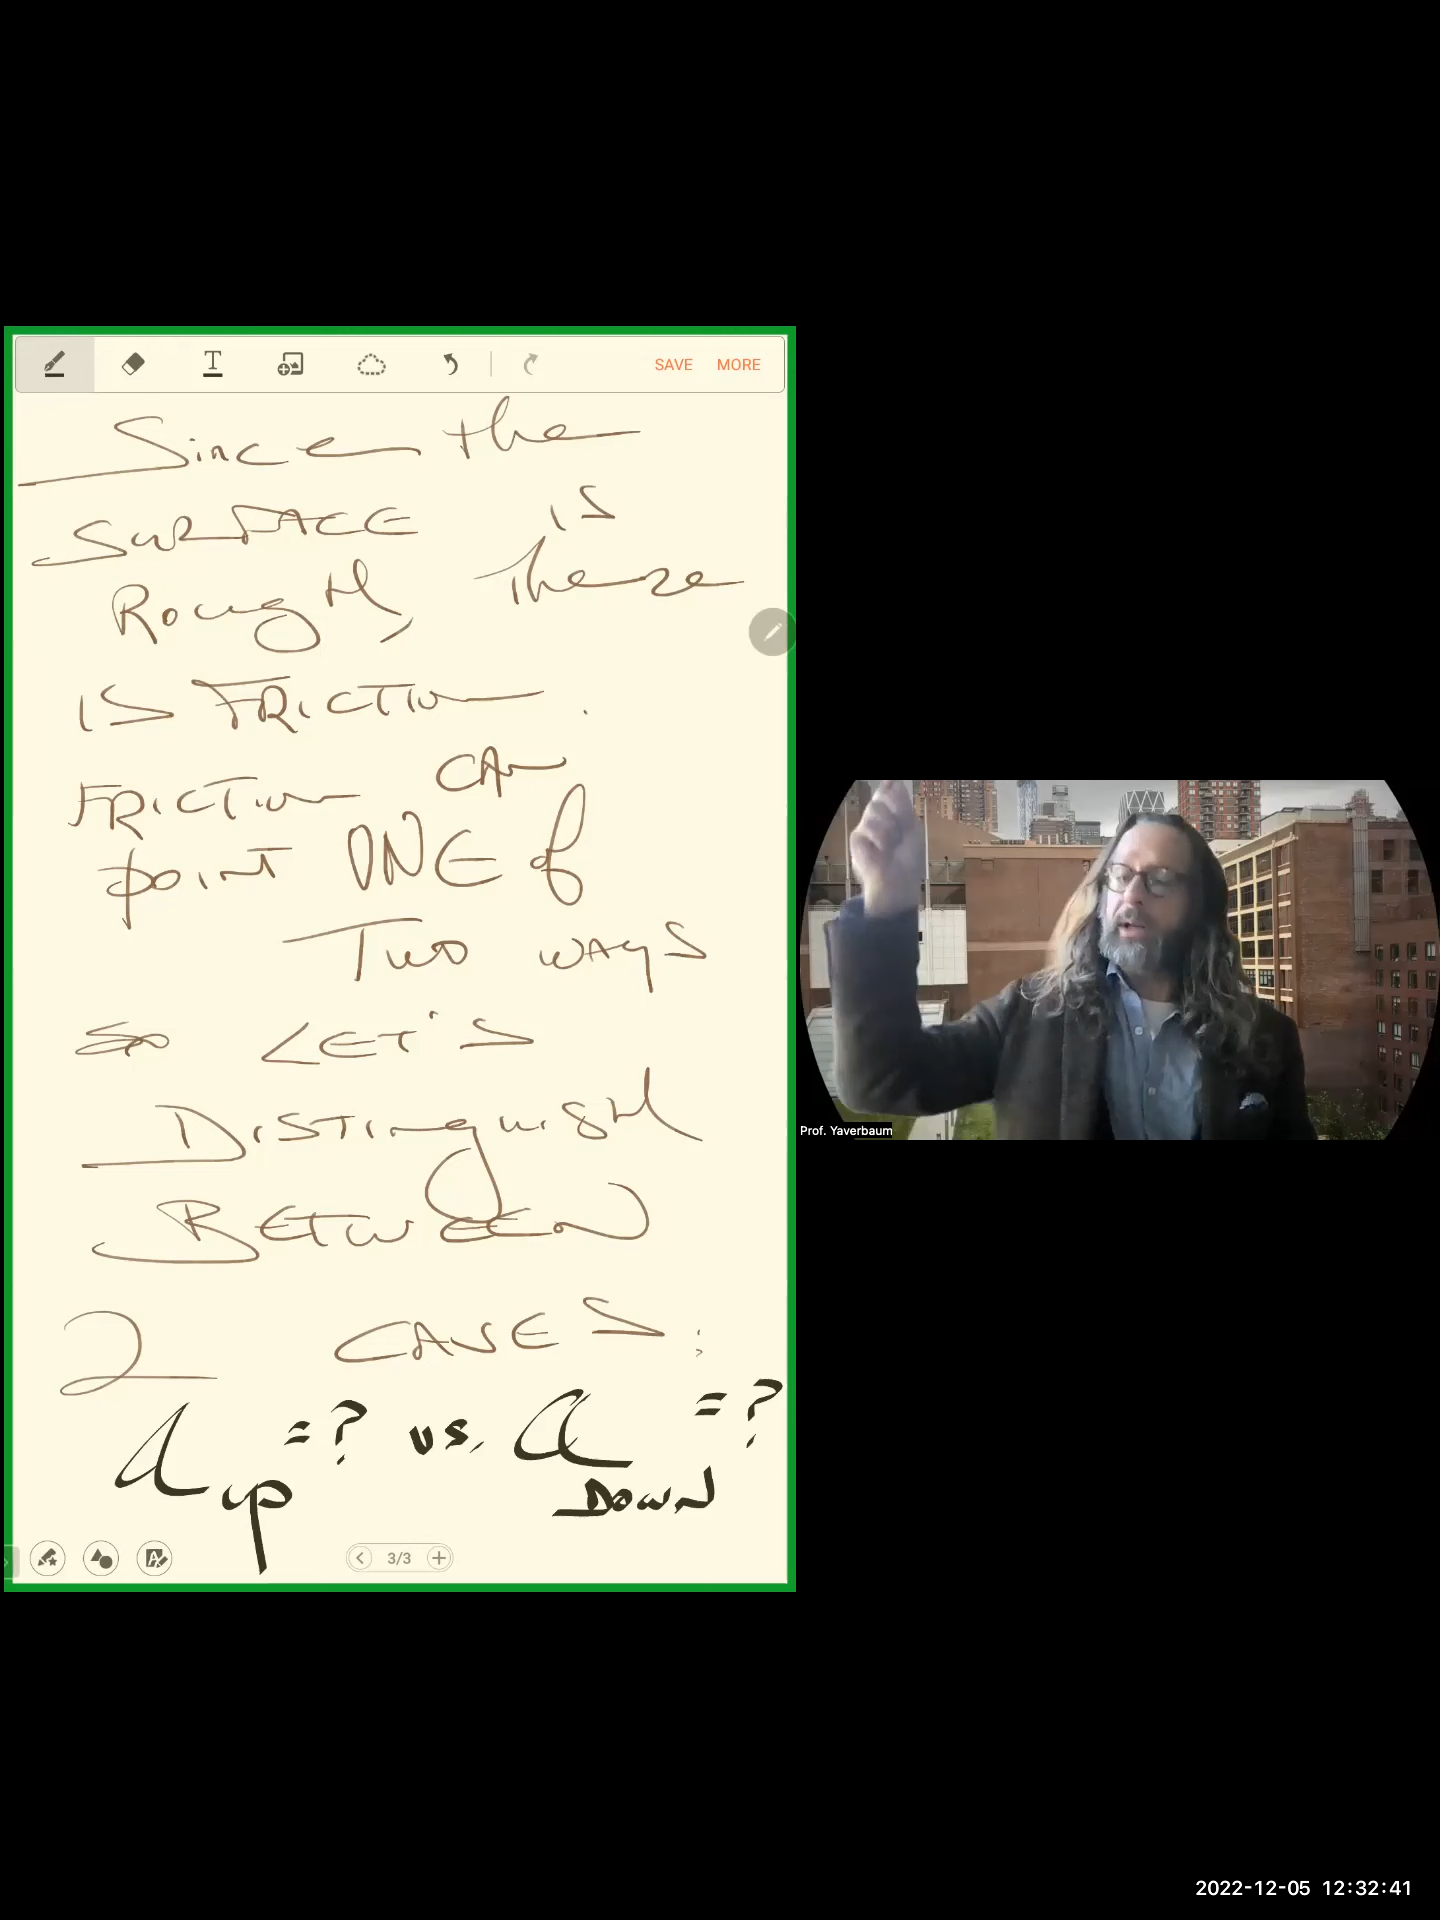 T
SAVE MORE
Since the
SURFACE is
Rough, there
is FRICTION.
FRICTION CAN
point ONE of
TWO ways
so LET'S
DISTINGUISH
BETWEEN
2 CASES:
a up =? vs. a DOWN =?
A
3/3
Prof. Yaverbaum
2022-12-05 12:32:41